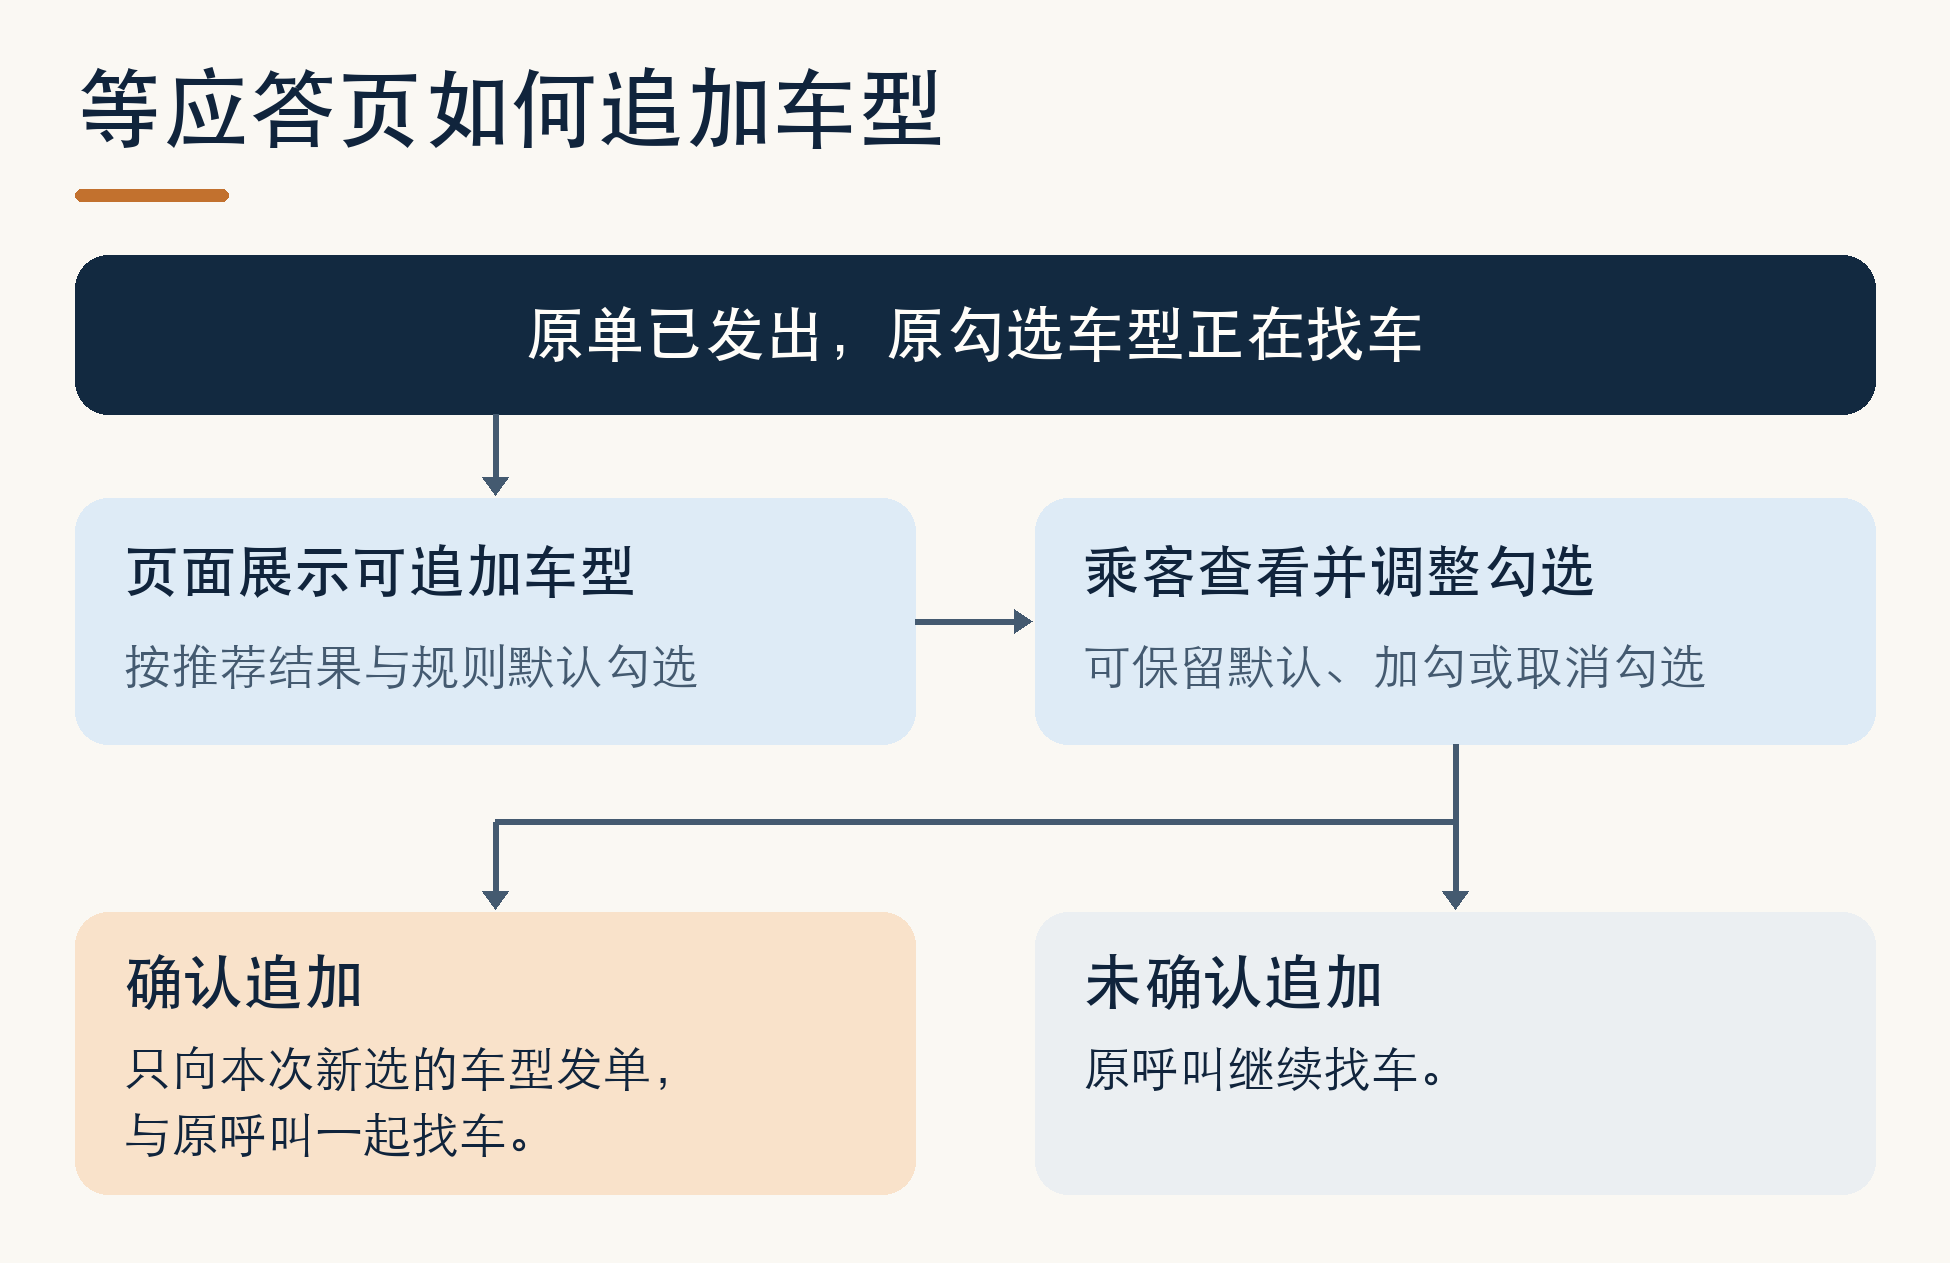 等应答页如何追加车型
原单已发出，原勾选车型正在找车
页面展示可追加车型
按推荐结果与规则默认勾选
乘客查看并调整勾选
可保留默认、加勾或取消勾选
确认追加
只向本次新选的车型发单，
与原呼叫一起找车。
未确认追加
原呼叫继续找车。